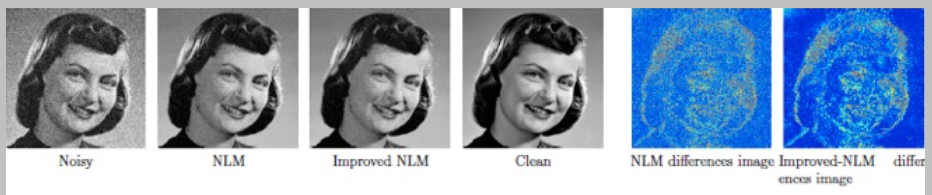 Noisy
NLM
Improved NLM
Clean
NLM differences image
Improved-NLM differ
ences image